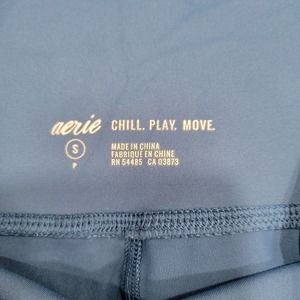 aerie CHILL. PLAY. MOVE.
S
P
MADE IN CHINA
FABRIQUÉ EN CHINE
RN 54485 CA 03873